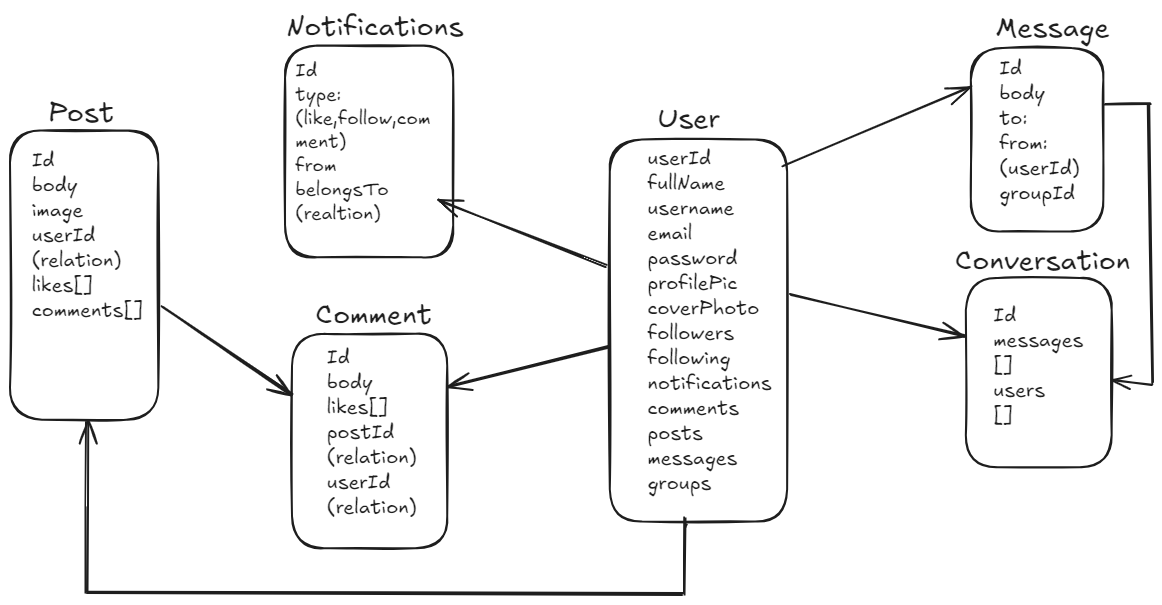 Post
Id
body
image
userId
(relation)
likes[]
comments[]
Notifications
Id
type:
(like,follow,com
ment)
from
belongsTo
(realtion)
Comment
Id
body
likes[]
postId
(relation)
userId
(relation)
User
userId
fullName
username
email
password
profilePic
coverPhoto
followers
following
notifications
comments
posts
messages
groups
Message
Id
body
to:
from:
(userId)
groupId
Conversation
Id
messages
[]
users
[]